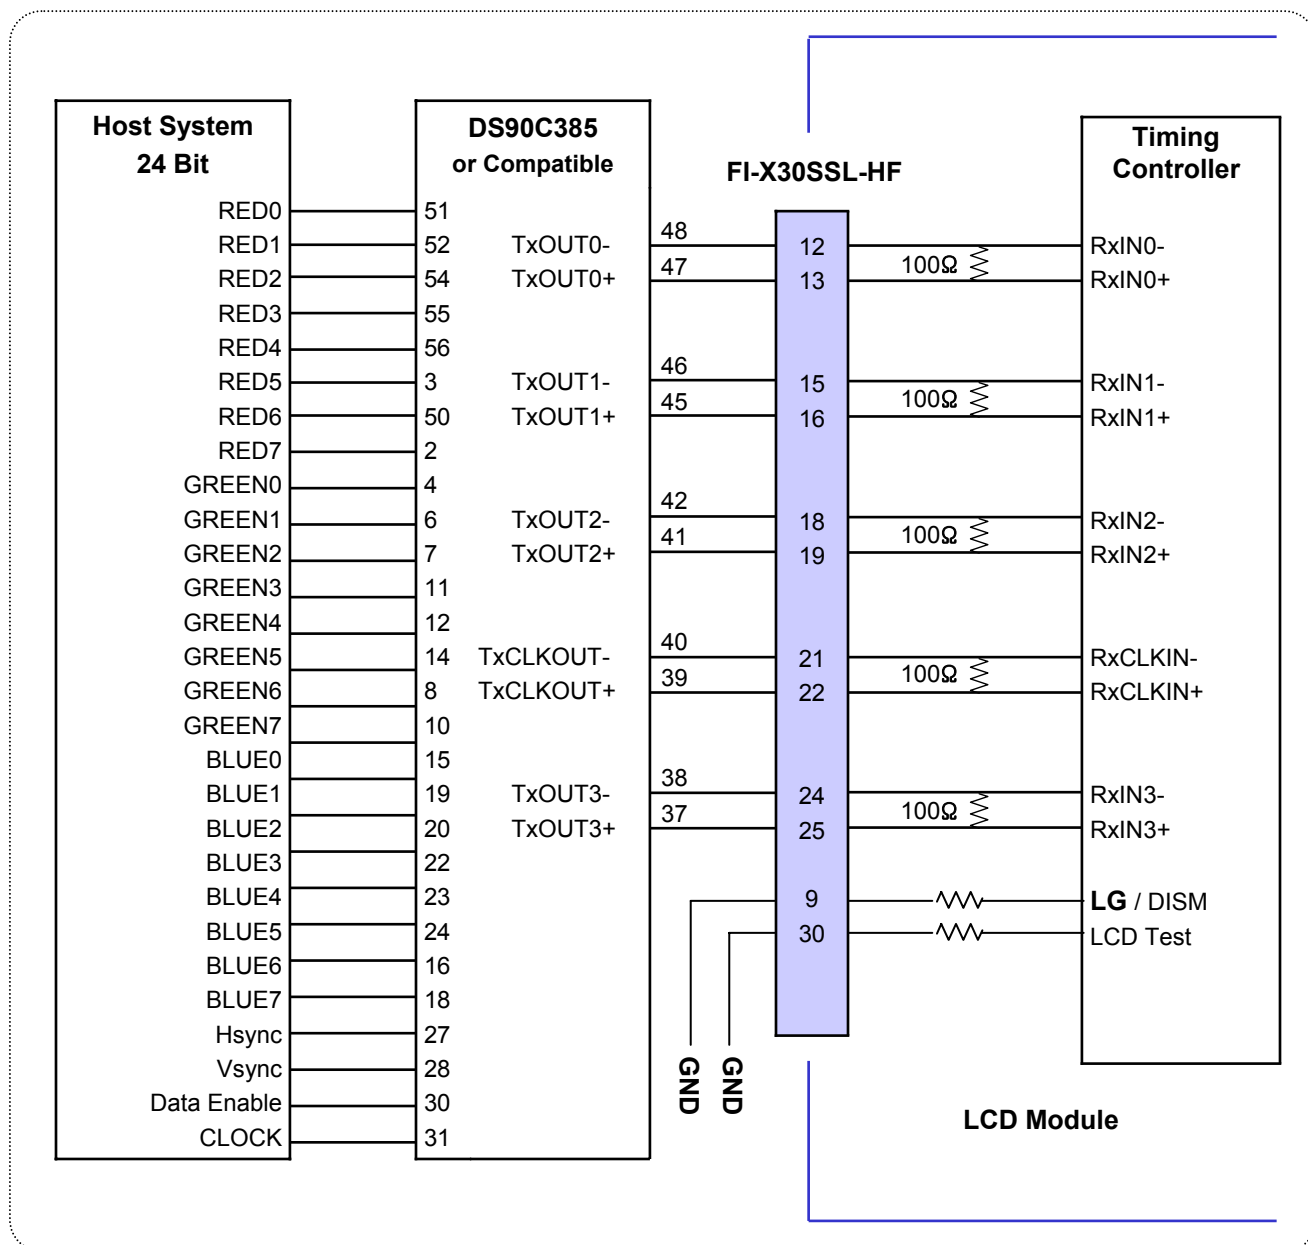 Host System
24 Bit
RED0
RED1
RED2
RED3
RED4
RED5
RED6
RED7
GREEN0
GREEN1
GREEN2
GREEN3
GREEN4
GREEN5
GREEN6
GREEN7
BLUE0
BLUE1
BLUE2
BLUE3
BLUE4
BLUE5
BLUE6
BLUE7
Hsync
Vsync
Data Enable
CLOCK
DS90C385
or Compatible
51
52
54
55
56
3
50
2
4
6
7
11
12
14
8
10
15
19
20
22
23
24
16
18
27
28
30
31
TxOUT0-
TxOUT0+
TxOUT1-
TxOUT1+
TxOUT2-
TxOUT2+
TxCLKOUT-
TxCLKOUT+
TxOUT3-
TxOUT3+
48
47
46
45
42
41
40
39
38
37
GND
GND
FI-X30SSL-HF
12
13
15
16
18
19
21
22
24
25
9
30
100Ω
100Ω
100Ω
100Ω
100Ω
Timing
Controller
RxIN0-
RxIN0+
RxIN1-
RxIN1+
RxIN2-
RxIN2+
RxCLKIN-
RxCLKIN+
RxIN3-
RxIN3+
LG / DISM
LCD Test
LCD Module